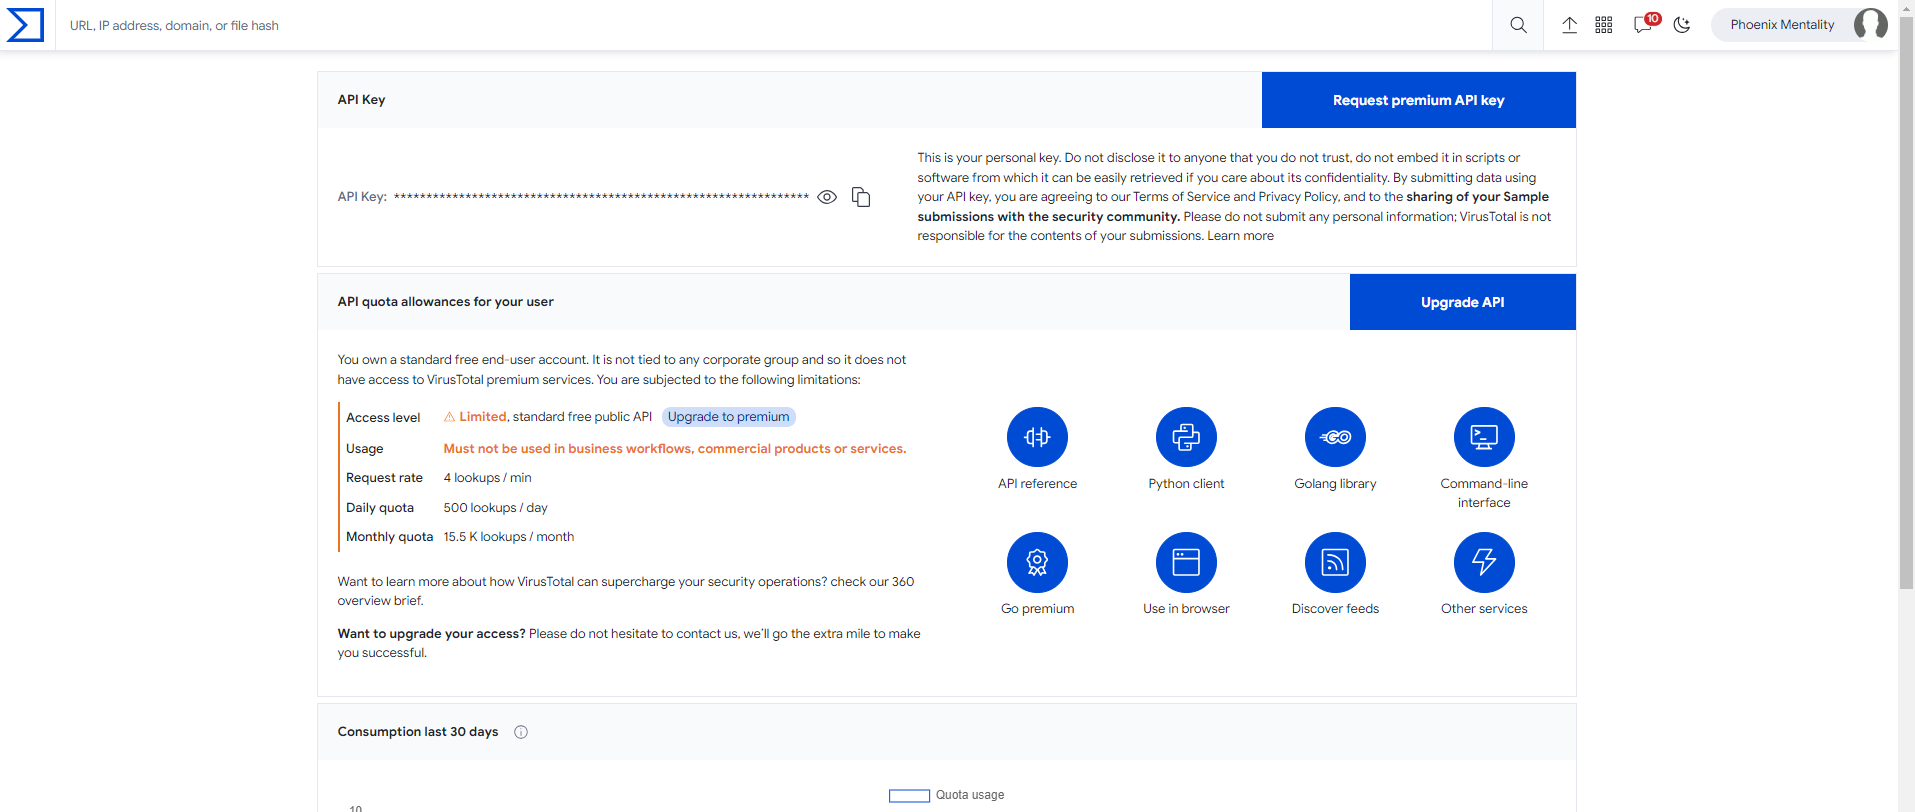 URL, IP address, domain, or file hash
10
Phoenix Mentality
API Key
Request premium API key
API Key: ****************************************************************
This is your personal key. Do not disclose it to anyone that you do not trust, do not embed it in scripts or
software from which it can be easily retrieved if you care about its confidentiality. By submitting data using
your API key, you are agreeing to our Terms of Service and Privacy Policy, and to the sharing of your Sample
submissions with the security community. Please do not submit any personal information; VirusTotal is not
responsible for the contents of your submissions. Learn more
API quota allowances for your user
Upgrade API
You own a standard free end-user account. It is not tied to any corporate group and so it does not
have access to VirusTotal premium services. You are subjected to the following limitations:
Access level Limited, standard free public API Upgrade to premium
Usage Must not be used in business workflows, commercial products or services.
Request rate 4 lookups / min
Daily quota 500 lookups / day
Monthly quota 15.5 K lookups / month
Want to learn more about how VirusTotal can supercharge your security operations? check our 360
overview brief.
Want to upgrade your access? Please do not hesitate to contact us, we'll go the extra mile to make
you successful.
GO
API reference
Python client
Golang library
Command-line
interface
Go premium
Use in browser
Discover feeds
Other services
Consumption last 30 days
Quota usage
10